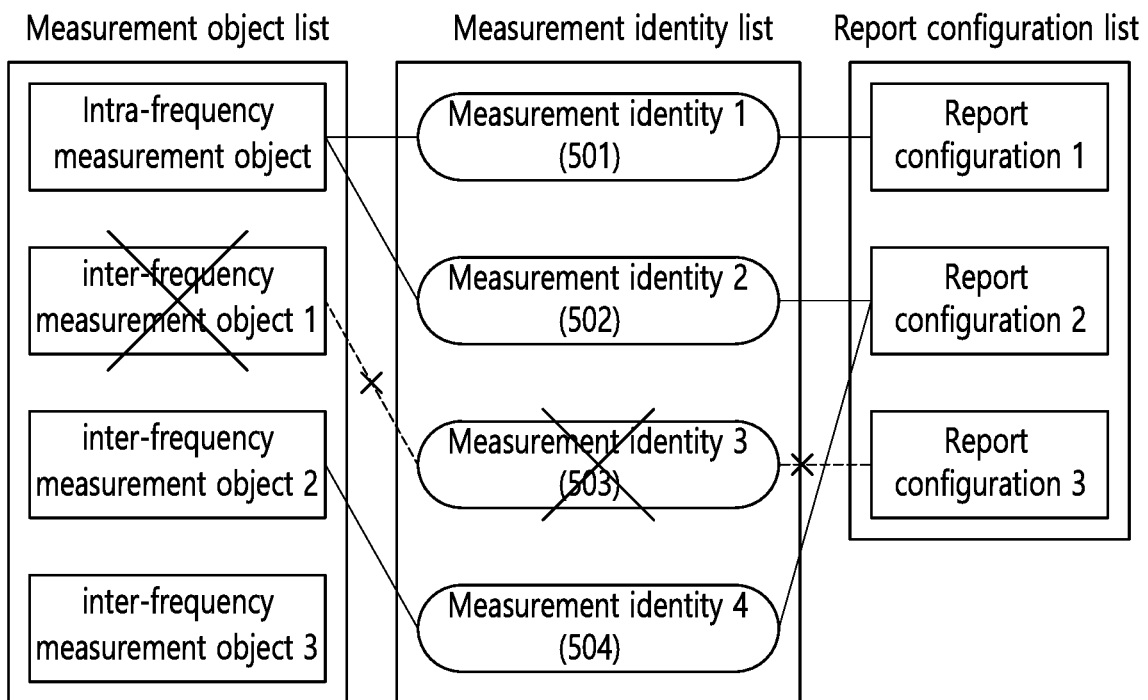 Measurement object list
Intra-frequency
measurement object
inter-frequency
measurement object 1
inter-frequency
measurement object 2
inter-frequency
measurement object 3
Measurement identity list
Measurement identity 1
(501)
Measurement identity 2
(502)
Measurement identity 3
(503)
Measurement identity 4
(504)
Report configuration list
Report
configuration 1
Report
configuration 2
Report
configuration 3